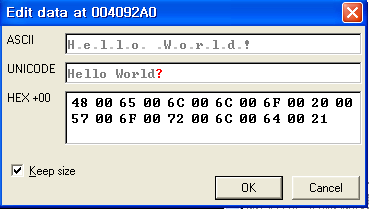 Edit data at 004092A0
ASCII
H.e.l.l.o. .W.o.r.l.d.!
UNICODE
Hello World?
HEX +00
48 00 65 00 6C 00 6C 00 6F 00 20 00
57 00 6F 00 72 00 6C 00 64 00 21
Keep size
OK
Cancel